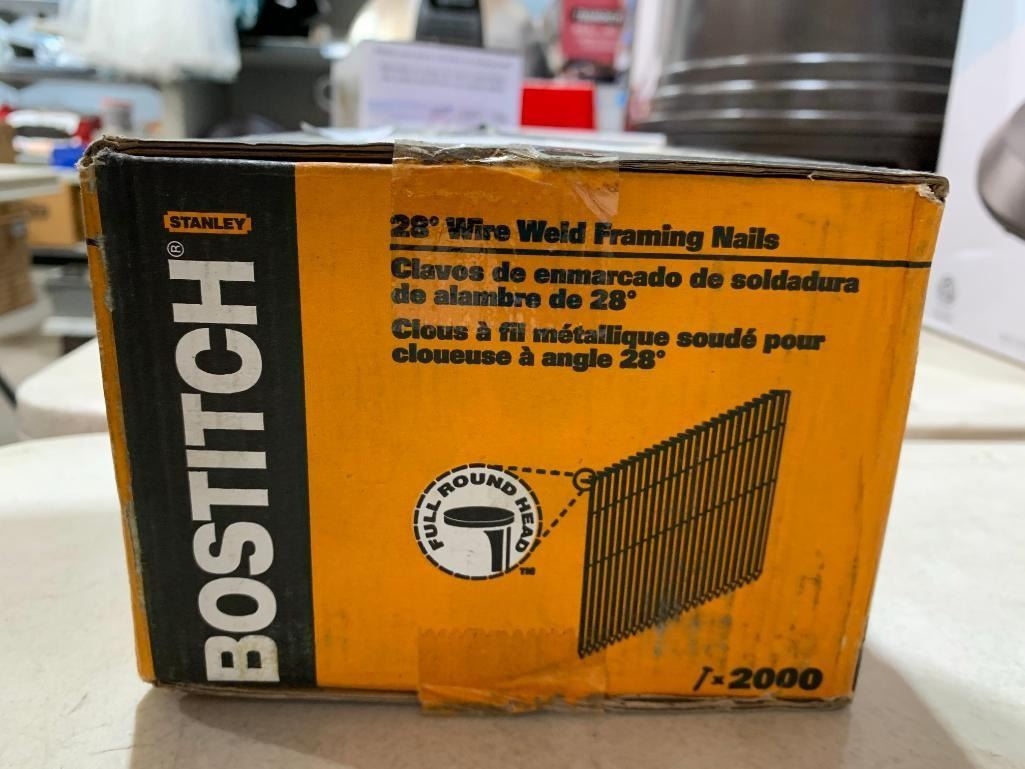 STANLEY
BOSTITCH®
28° Wire Weld Framing Nails
Clavos de enmarcado de soldadura
de alambre de 28°
Clous à fil métallique soudé pour
cloueuse à angle 28°
FULL ROUND HEAD
™
x 2000